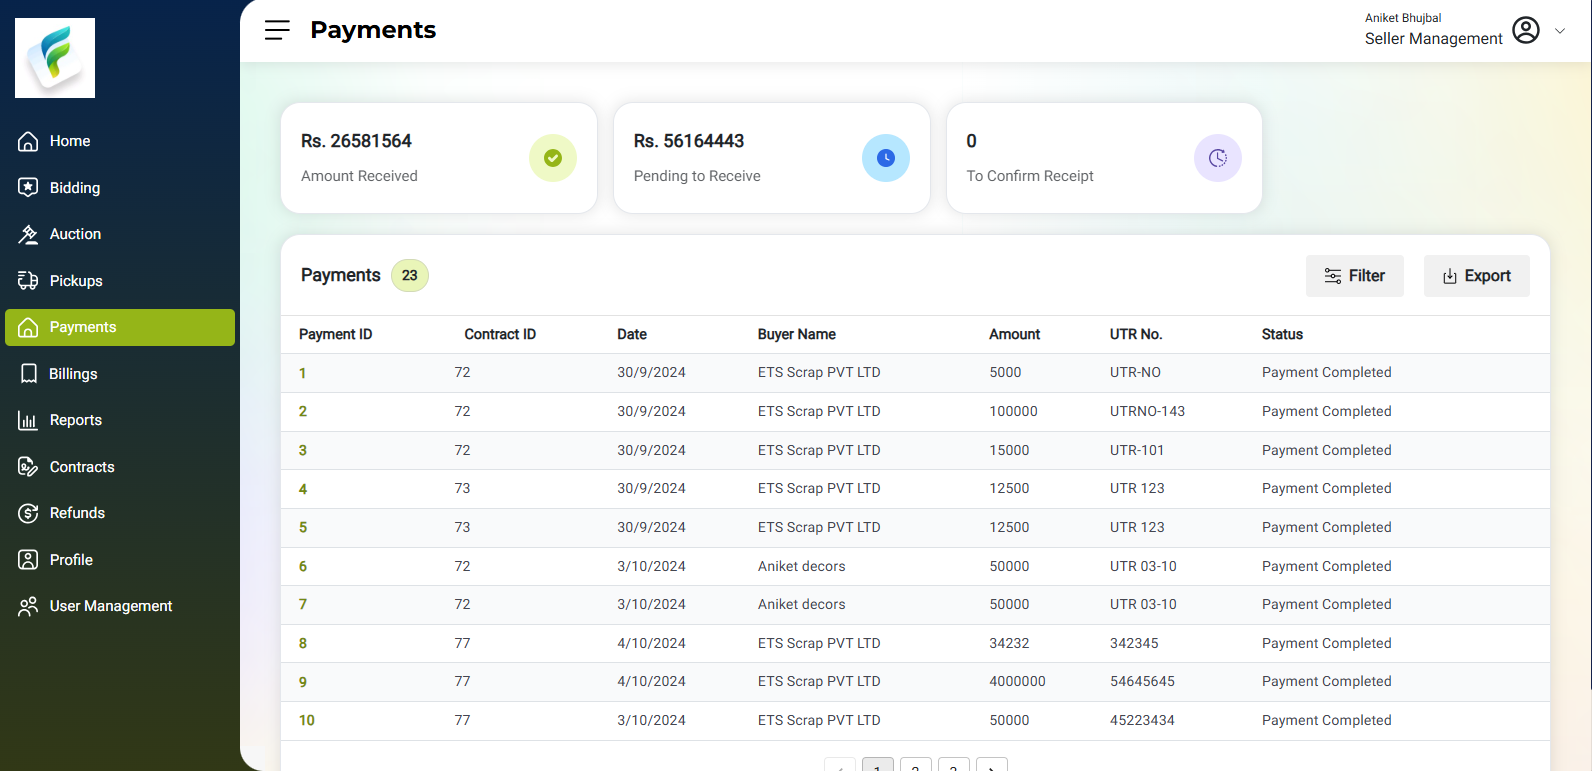 Payments
Aniket Bhujbal
Seller Management
Home
Bidding
Auction
Pickups
Payments
Billings
Reports
Contracts
Refunds
Profile
User Management
Rs. 26581564
Amount Received
Rs. 56164443
Pending to Receive
0
To Confirm Receipt
Payments 23
Filter
Export
Payment ID Contract ID Date Buyer Name Amount UTR No. Status
1 72 30/9/2024 ETS Scrap PVT LTD 5000 UTR-NO Payment Completed
2 72 30/9/2024 ETS Scrap PVT LTD 100000 UTRNO-143 Payment Completed
3 72 30/9/2024 ETS Scrap PVT LTD 15000 UTR-101 Payment Completed
4 73 30/9/2024 ETS Scrap PVT LTD 12500 UTR 123 Payment Completed
5 73 30/9/2024 ETS Scrap PVT LTD 12500 UTR 123 Payment Completed
6 72 3/10/2024 Aniket decors 50000 UTR 03-10 Payment Completed
7 72 3/10/2024 Aniket decors 50000 UTR 03-10 Payment Completed
8 77 4/10/2024 ETS Scrap PVT LTD 34232 342345 Payment Completed
9 77 4/10/2024 ETS Scrap PVT LTD 4000000 54645645 Payment Completed
10 77 3/10/2024 ETS Scrap PVT LTD 50000 45223434 Payment Completed
1 2 3